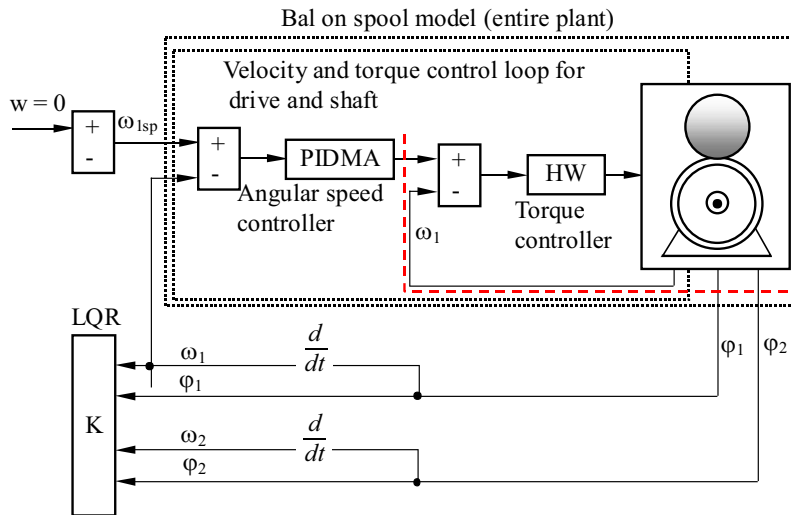 Bal on spool model (entire plant)
Velocity and torque control loop for
drive and shaft
w = 0
+
-
ω1sp
+
-
PIDMA
Angular speed
controller
+
-
ω1
HW
Torque
controller
LQR
K
ω1
d
dt
φ1
ω2
d
dt
φ2
φ1
φ2